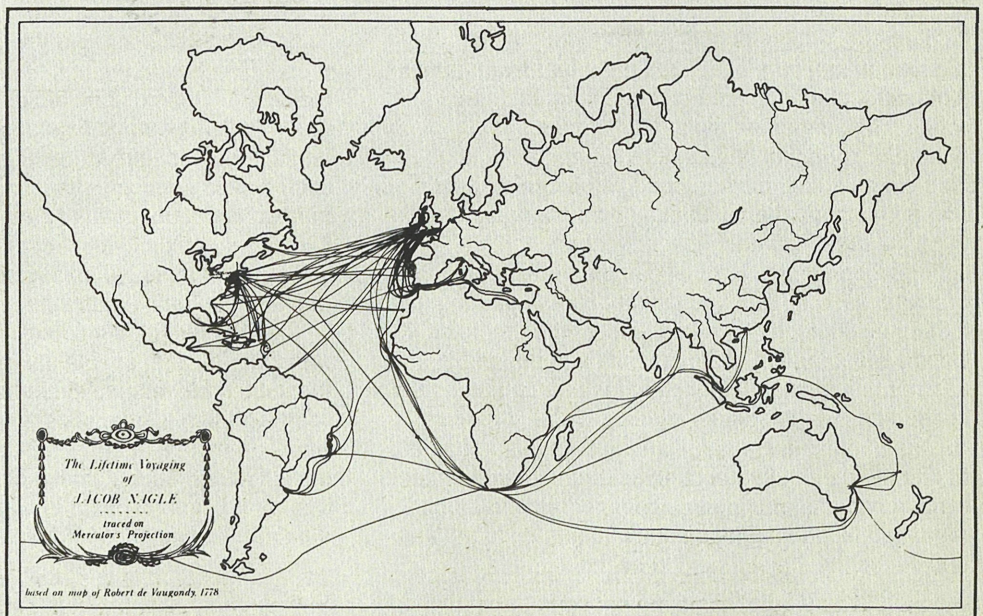 The Lifetime Voyaging
of
JACOB NAGLE
traced on
Mercator's Projection
based on map of Robert de Vaugondy, 1778